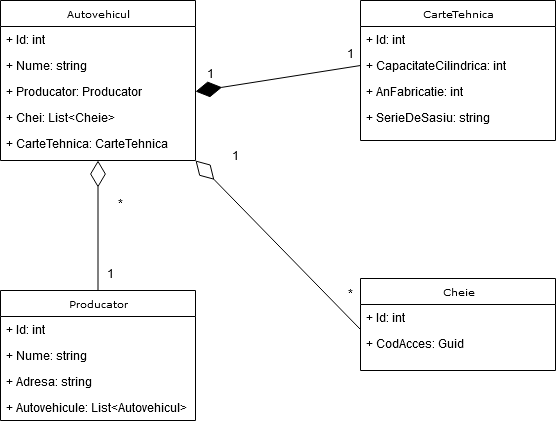 Autovehicul
+ Id: int
+ Nume: string
+ Producator: Producator
+ Chei: List<Cheie>
+ CarteTehnica: CarteTehnica
CarteTehnica
+ Id: int
+ CapacitateCilindrica: int
+ AnFabricatie: int
+ SerieDeSasiu: string
1
1
1
*
*
1
Producator
+ Id: int
+ Nume: string
+ Adresa: string
+ Autovehicule: List<Autovehicul>
Cheie
+ Id: int
+ CodAcces: Guid